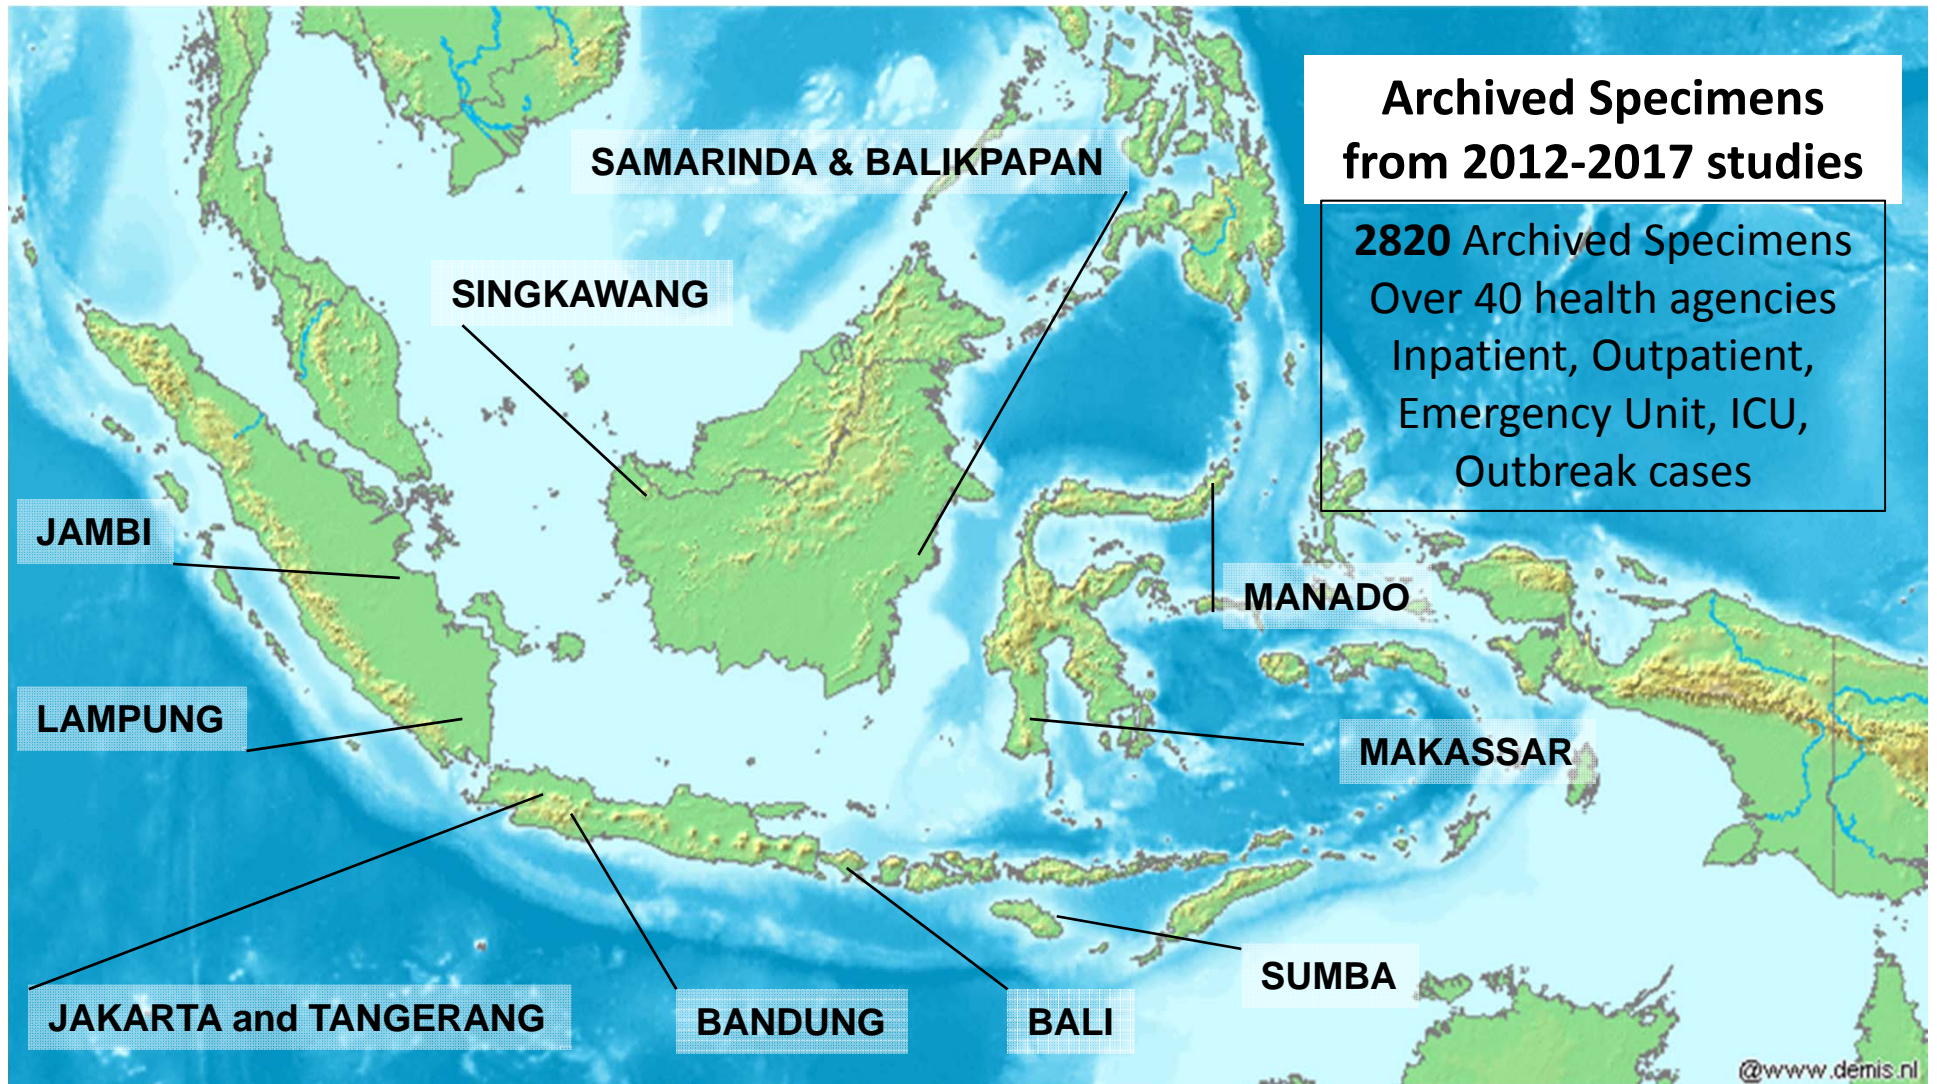 Archived Specimens
from 2012-2017 studies
2820 Archived Specimens
Over 40 health agencies
Inpatient, Outpatient,
Emergency Unit, ICU,
Outbreak cases
SAMARINDA & BALIKPAPAN
SINGKAWANG
JAMBI
MANADO
LAMPUNG
MAKASSAR
SUMBA
JAKARTA and TANGERANG
BANDUNG
BALI
@www.demis.nl